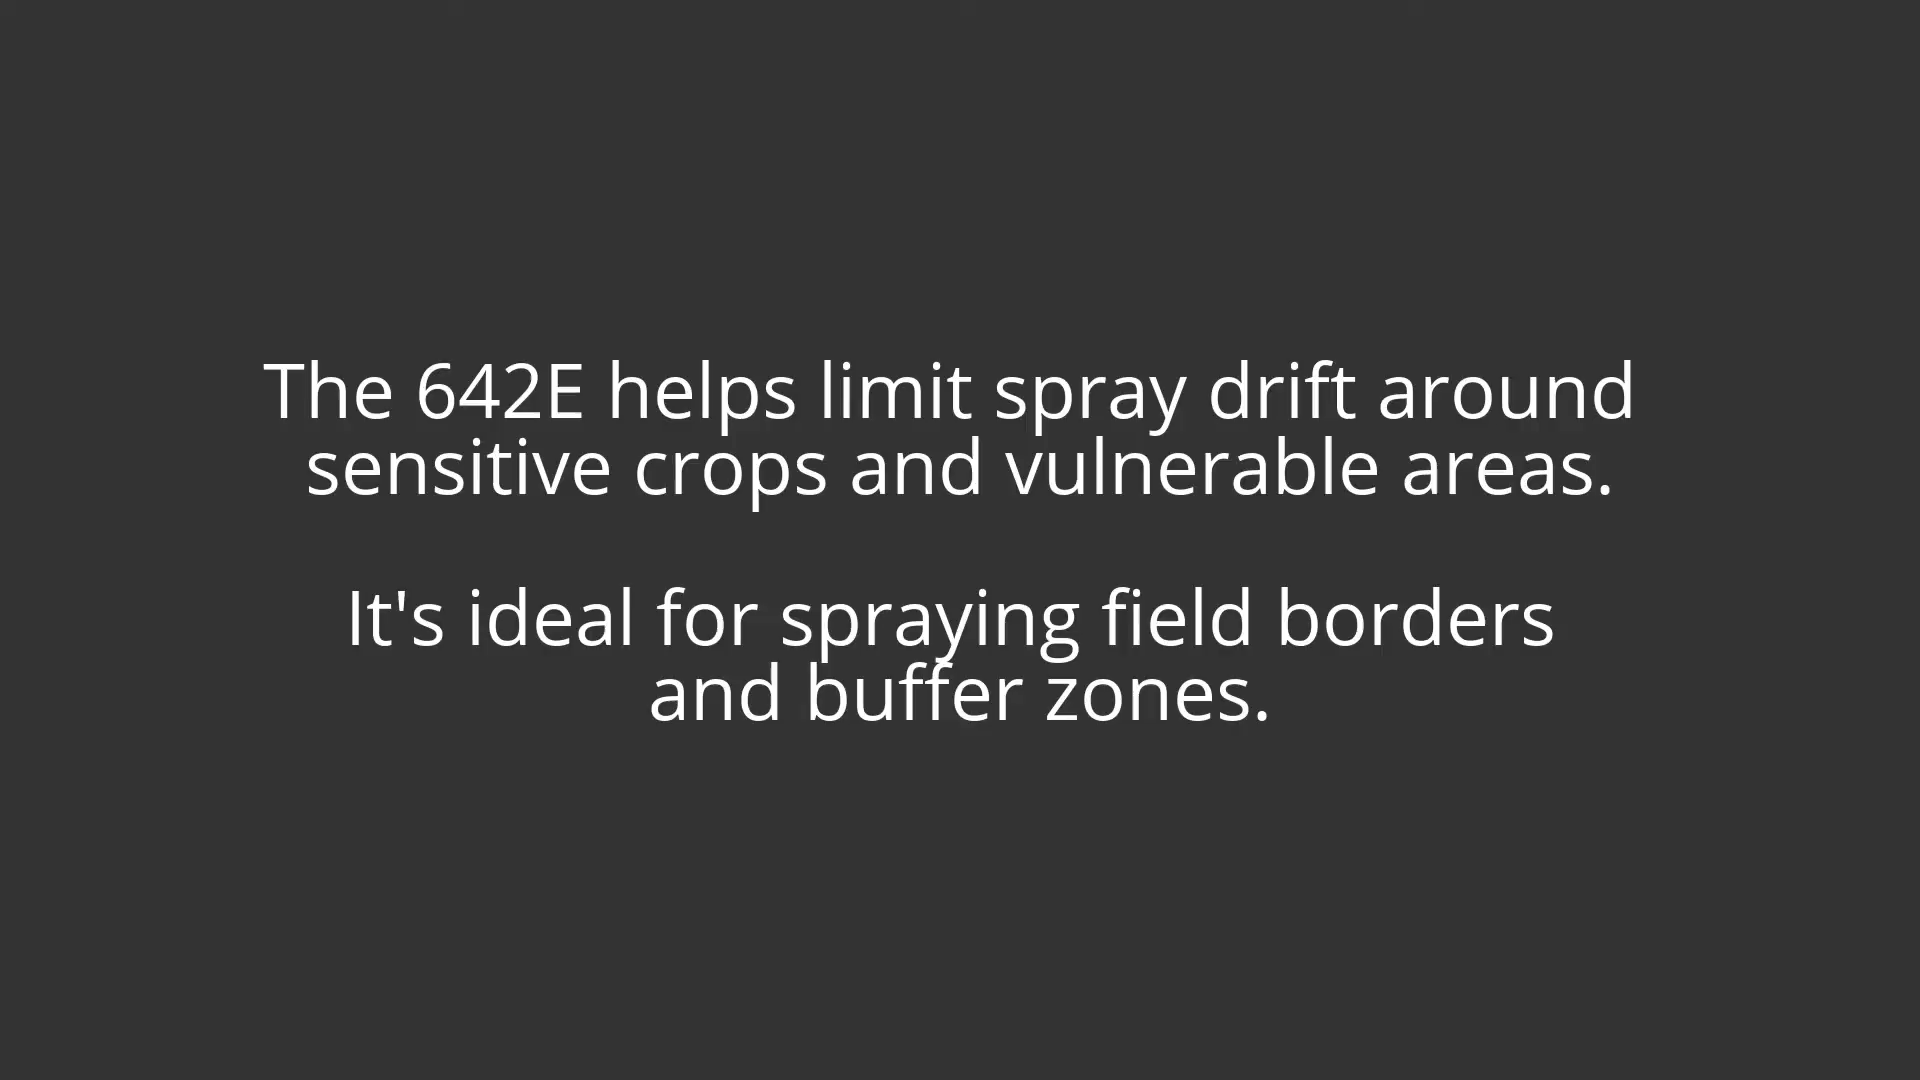 The 642E helps limit spray drift around
sensitive crops and vulnerable areas.
It's ideal for spraying field borders
and buffer zones.